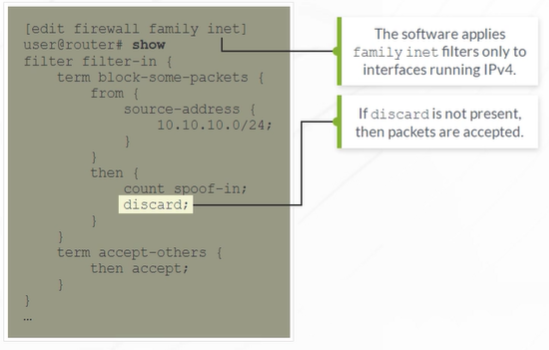 [edit firewall family inet]
user@router# show
filter filter-in {
    term block-some-packets {
        from {
            source-address {
                10.10.10.0/24;
            }
        }
        then {
            count spoof-in;
            discard;
        }
    }
    term accept-others {
        then accept;
    }
}
…
The software applies
family inet filters only to
interfaces running IPv4.
If discard is not present,
then packets are accepted.